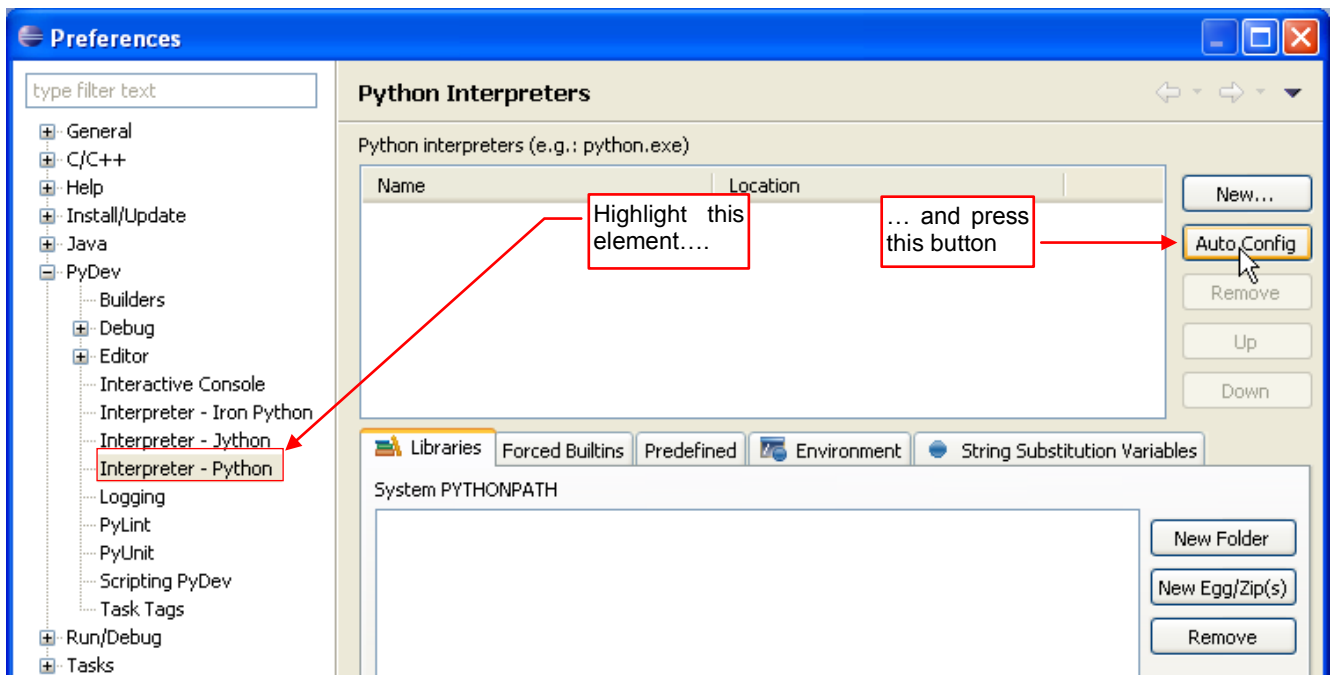 Preferences
type filter text
General
C/C++
Help
Install/Update
Java
PyDev
Builders
Debug
Editor
Interactive Console
Interpreter - Iron Python
Interpreter - Jython
Interpreter - Python
Logging
PyLint
PyUnit
Scripting PyDev
Task Tags
Run/Debug
Tasks
Python Interpreters
Python interpreters (e.g.: python.exe)
Name Location
Highlight this
element….
… and press
this button
New...
Auto Config
Remove
Up
Down
Libraries Forced Builtins Predefined Environment String Substitution Variables
System PYTHONPATH
New Folder
New Egg/Zip(s)
Remove